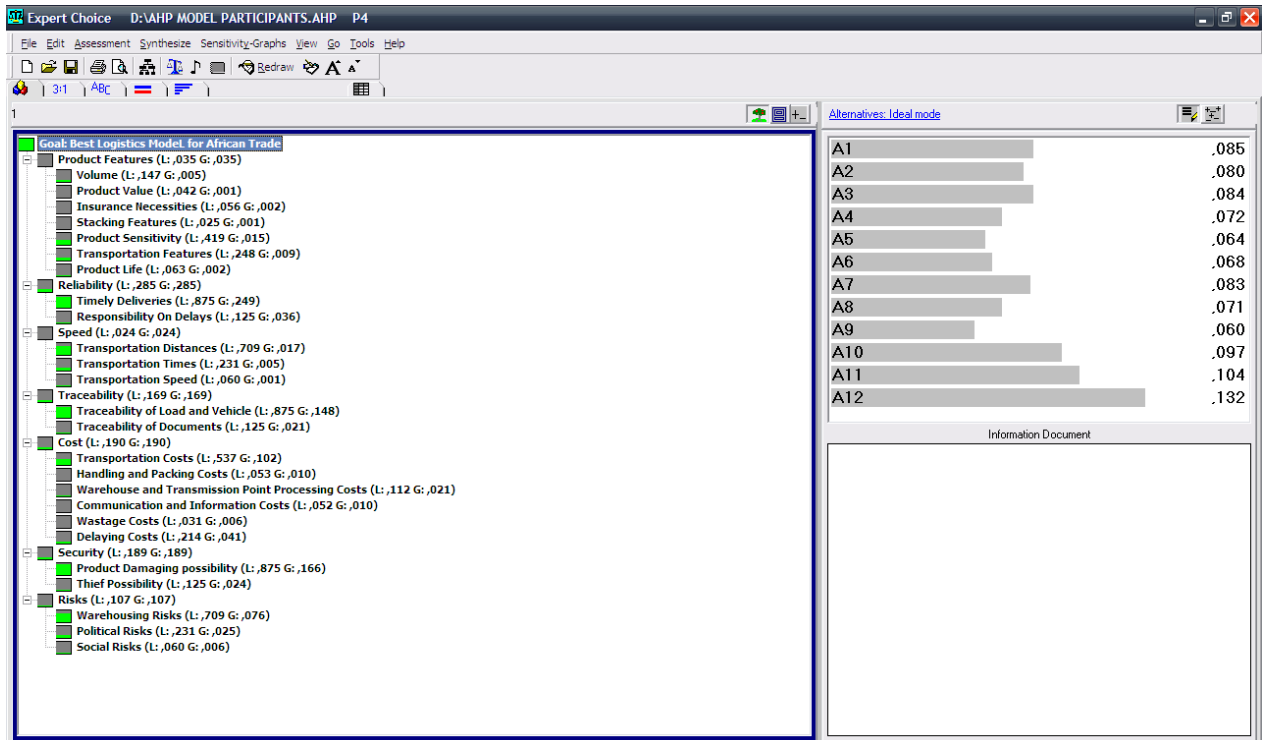 Expert Choice D:\AHP MODEL PARTICIPANTS.AHP P4
File Edit Assessment Synthesize Sensitivity-Graphs View Go Tools Help
Redraw A A
3:1 ABC
1
Alternatives: Ideal mode
Goal: Best Logistics ModeL for African Trade
Product Features (L: ,035 G: ,035)
Volume (L: ,147 G: ,005)
Product Value (L: ,042 G: ,001)
Insurance Necessities (L: ,056 G: ,002)
Stacking Features (L: ,025 G: ,001)
Product Sensitivity (L: ,419 G: ,015)
Transportation Features (L: ,248 G: ,009)
Product Life (L: ,063 G: ,002)
Reliability (L: ,285 G: ,285)
Timely Deliveries (L: ,875 G: ,249)
Responsibility On Delays (L: ,125 G: ,036)
Speed (L: ,024 G: ,024)
Transportation Distances (L: ,709 G: ,017)
Transportation Times (L: ,231 G: ,005)
Transportation Speed (L: ,060 G: ,001)
Traceability (L: ,169 G: ,169)
Traceability of Load and Vehicle (L: ,875 G: ,148)
Traceability of Documents (L: ,125 G: ,021)
Cost (L: ,190 G: ,190)
Transportation Costs (L: ,537 G: ,102)
Handling and Packing Costs (L: ,053 G: ,010)
Warehouse and Transmission Point Processing Costs (L: ,112 G: ,021)
Communication and Information Costs (L: ,052 G: ,010)
Wastage Costs (L: ,031 G: ,006)
Delaying Costs (L: ,214 G: ,041)
Security (L: ,189 G: ,189)
Product Damaging possibility (L: ,875 G: ,166)
Thief Possibility (L: ,125 G: ,024)
Risks (L: ,107 G: ,107)
Warehousing Risks (L: ,709 G: ,076)
Political Risks (L: ,231 G: ,025)
Social Risks (L: ,060 G: ,006)
A1 ,085
A2 ,080
A3 ,084
A4 ,072
A5 ,064
A6 ,068
A7 ,083
A8 ,071
A9 ,060
A10 ,097
A11 ,104
A12 ,132
Information Document